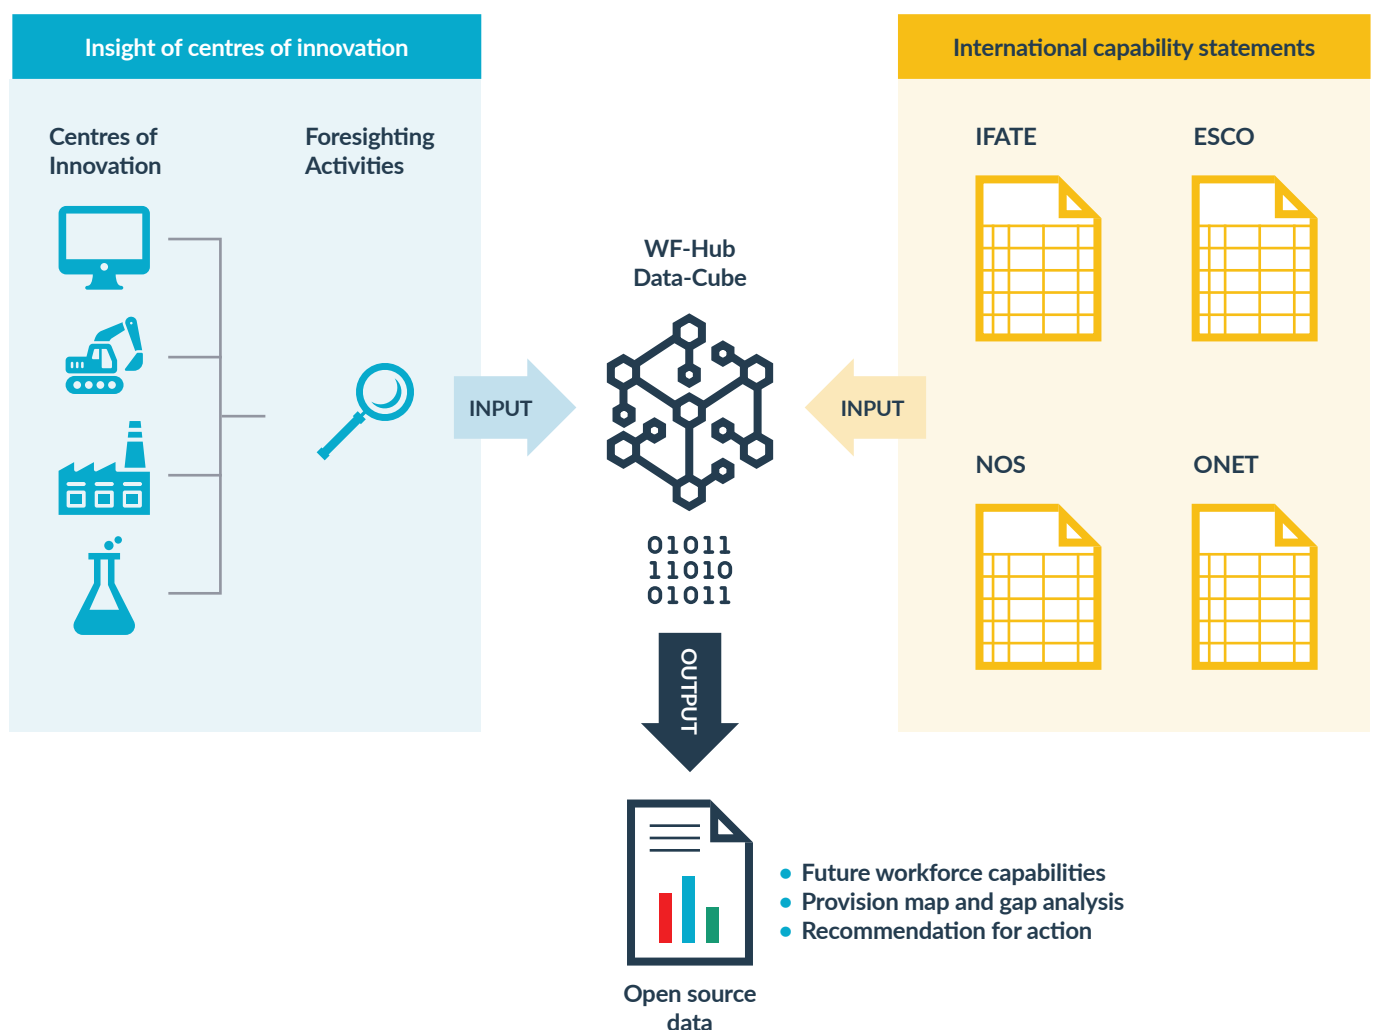 Insight of centres of innovation
Centres of
Innovation
Foresighting
Activities
INPUT
WF-Hub
Data-Cube
01011
11010
01011
International capability statements
IFATE
ESCO
NOS
ONET
INPUT
OUTPUT
Future workforce capabilities
Provision map and gap analysis
Recommendation for action
Open source
data